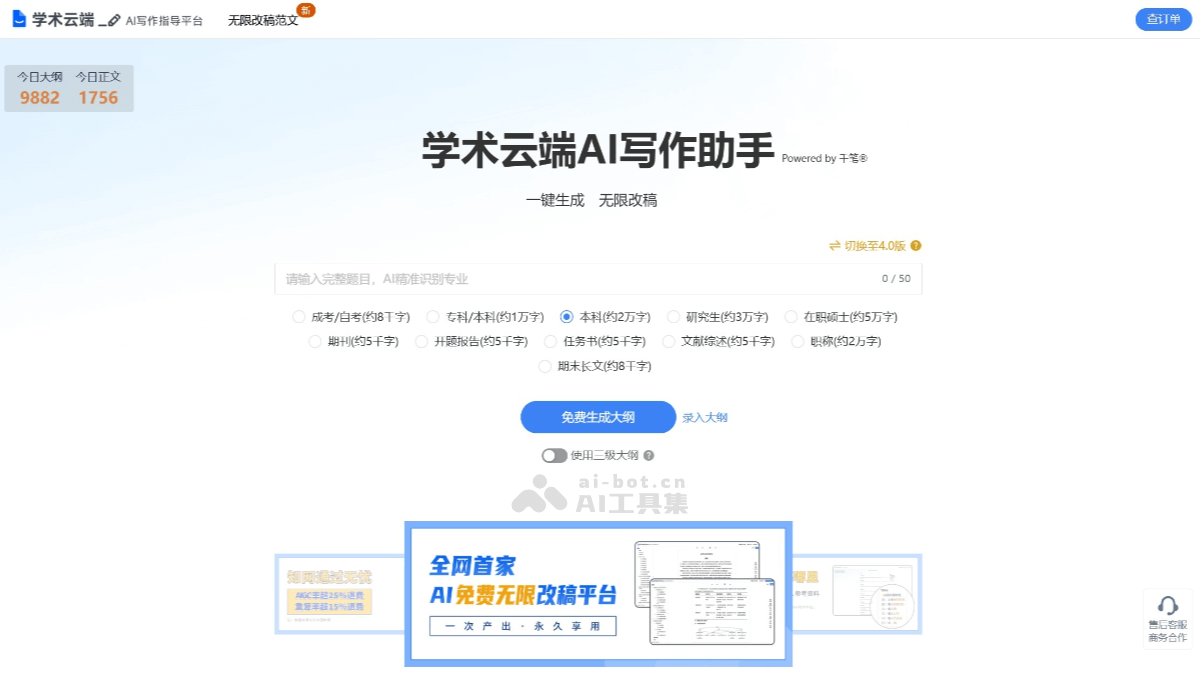 学术云端 AI写作指导平台 无限改稿范文 新 查订单
今日大纲 今日正文
9882 1756
学术云端AI写作助手 Powered by 千笔®
一键生成 无限改稿
切换至4.0版
请输入完整题目，AI精准识别专业 0 / 50
成考/自考(约8千字) 专科/本科(约1万字) 本科(约2万字) 研究生(约3万字) 在职硕士(约5万字)
期刊(约5千字) 开题报告(约5千字) 任务书(约5千字) 文献综述(约5千字) 职称(约2万字)
期末长文(约8千字)
免费生成大纲 录入大纲
使用三级大纲
ai-bot.cn
AI工具集
全网首家
AI免费无限改稿平台
一次产出·永久享用
知网通过无忧
AIGC率超15%退费
重复率超15%退费
售后客服
商务合作